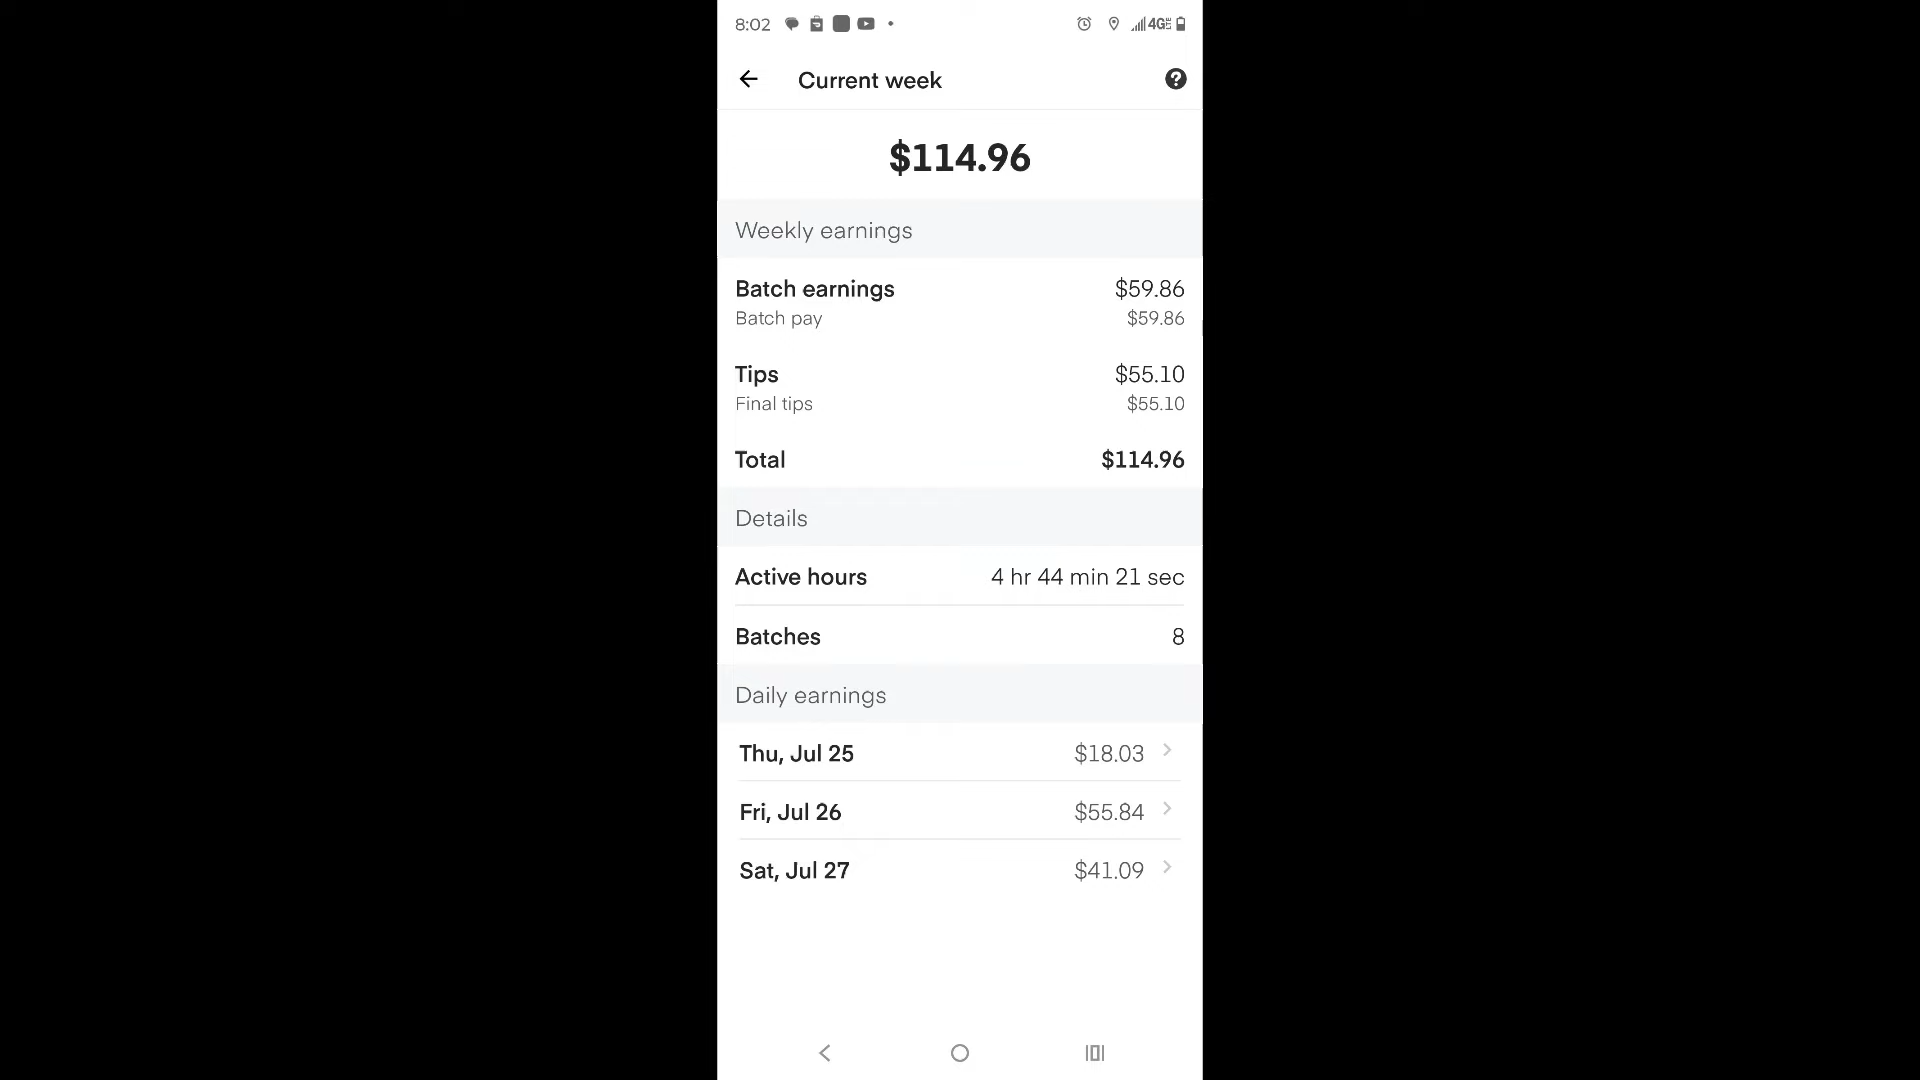 8:02 4G LTE
Current week
$114.96
Weekly earnings
Batch earnings $59.86
Batch pay $59.86
Tips $55.10
Final tips $55.10
Total $114.96
Details
Active hours 4 hr 44 min 21 sec
Batches 8
Daily earnings
Thu, Jul 25 $18.03
Fri, Jul 26 $55.84
Sat, Jul 27 $41.09